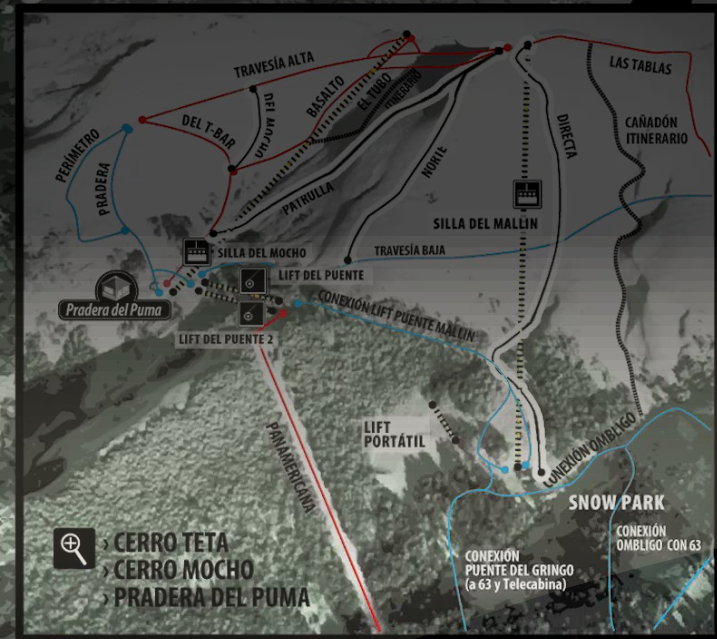 TRAVESÍA ALTA
DEL MOCHO
BASALTO
EL TUBO
ITINERARIO
LAS TABLAS
CAÑADÓN
ITINERARIO
DIRECTA
PERÍMETRO
PRADERA
DEL T-BAR
PATRULLA
NORTE
SILLA DEL MALLIN
SILLA DEL MOCHO
TRAVESÍA BAJA
LIFT DEL PUENTE
Pradera del Puma
CONEXIÓN LIFT PUENTE MALLIN
LIFT DEL PUENTE 2
LIFT
PORTÁTIL
PANAMERICANA
CONEXIÓN OMBLIGO
SNOW PARK
CONEXIÓN
PUENTE DEL GRINGO
(a 63 y Telecabina)
CONEXIÓN
OMBLIGO CON 63
› CERRO TETA
› CERRO MOCHO
› PRADERA DEL PUMA